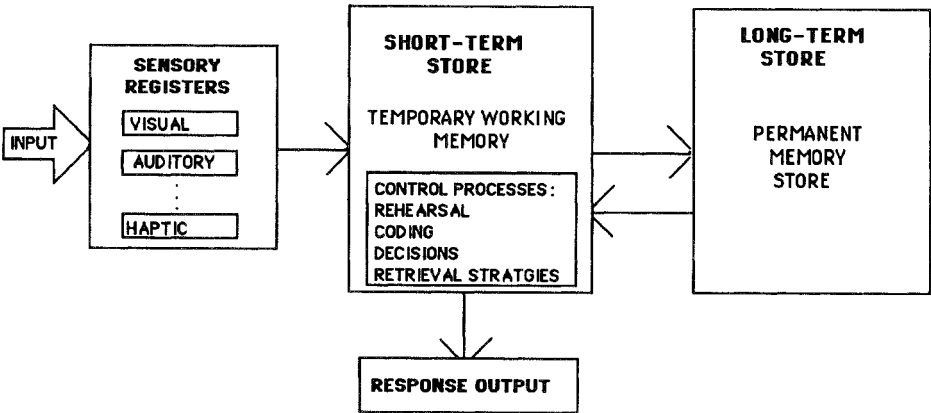 INPUT
SENSORY
REGISTERS
VISUAL
AUDITORY
HAPTIC
SHORT-TERM
STORE
TEMPORARY WORKING
MEMORY
CONTROL PROCESSES:
REHEARSAL
CODING
DECISIONS
RETRIEVAL STRATGIES
LONG-TERM
STORE
PERMANENT
MEMORY
STORE
RESPONSE OUTPUT